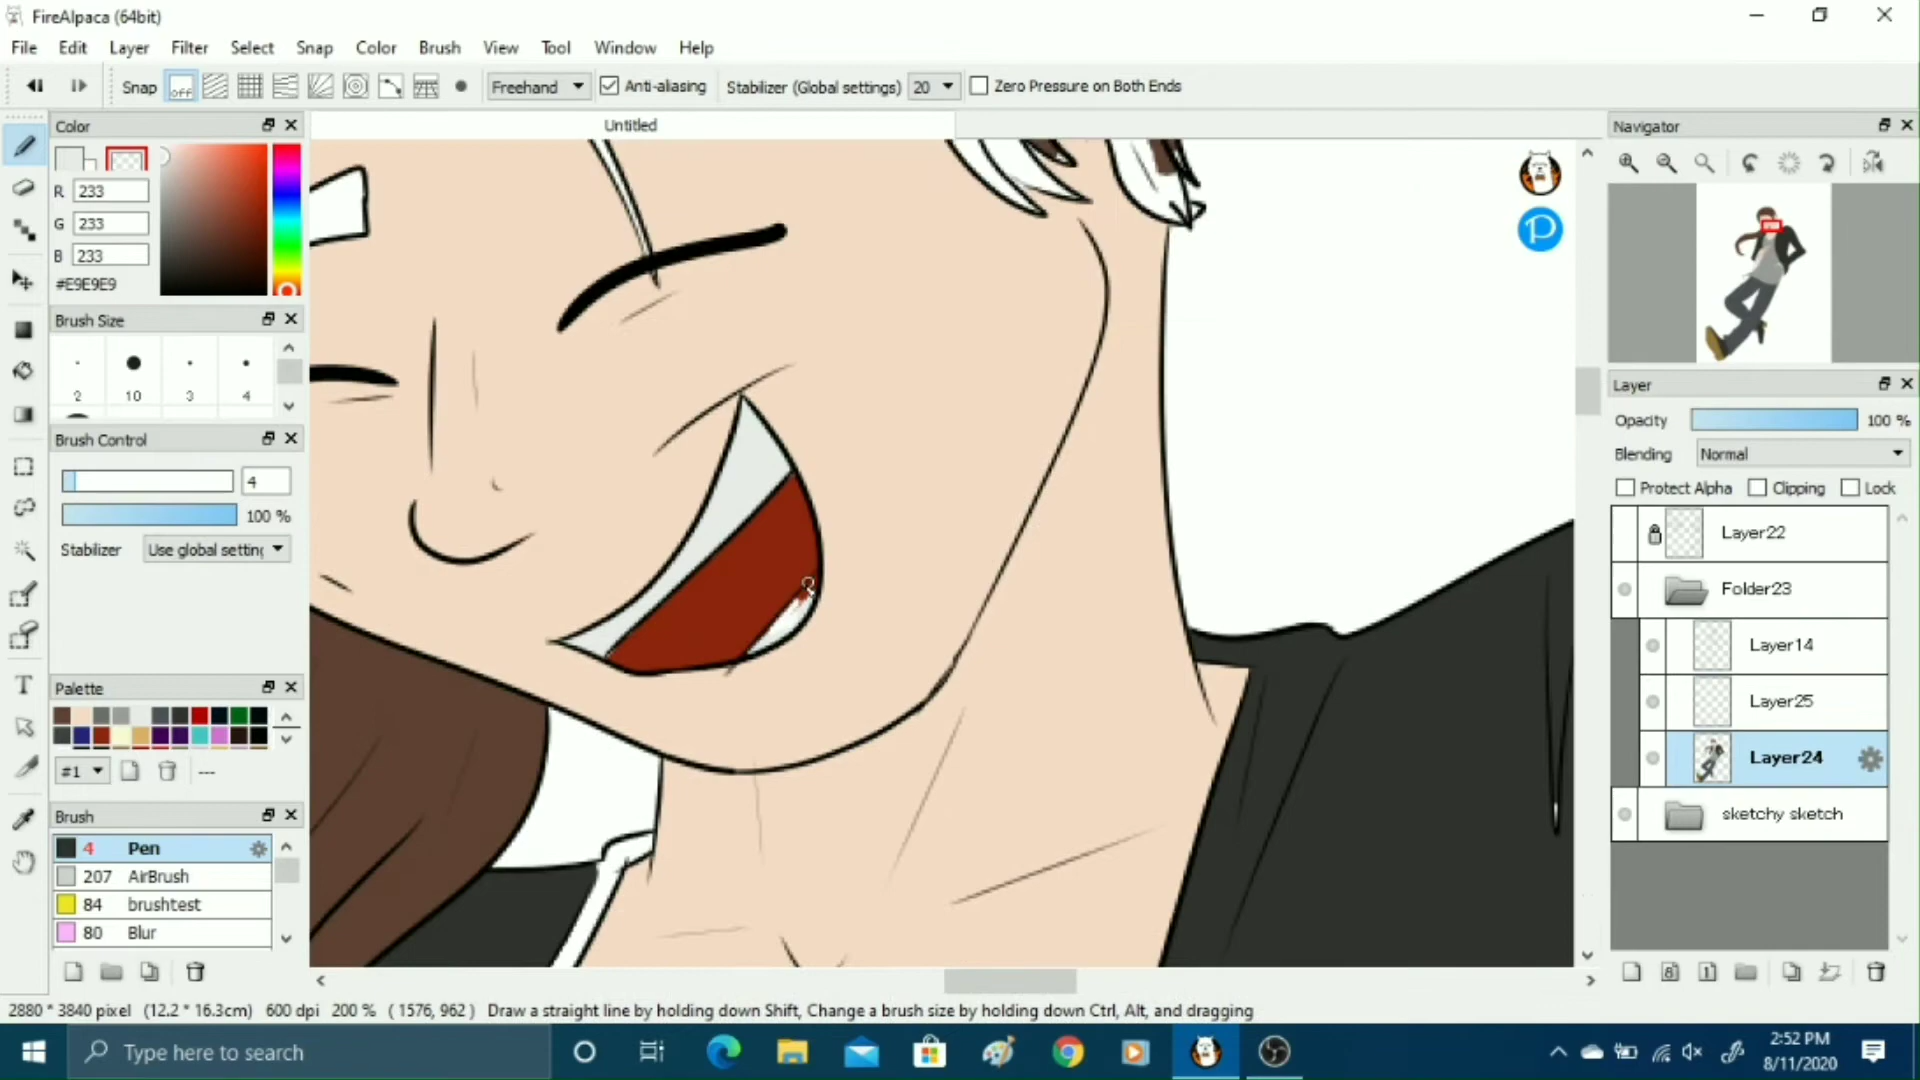 FireAlpaca (64bit)
File Edit Layer Filter Select Snap Color Brush View Tool Window Help
Snap off Freehand Anti-aliasing Stabilizer (Global settings) 20 Zero Pressure on Both Ends
Color
Untitled
Navigator
R 233
G 233
B 233
#E9E9E9
Brush Size
2 10 3 4
Brush Control
4
100 %
Stabilizer Use global setting
Palette
#1 ---
Brush
4 Pen
207 AirBrush
84 brushtest
80 Blur
Layer
Opacity 100 %
Blending Normal
Protect Alpha Clipping Lock
Layer22
Folder23
Layer14
Layer25
Layer24
sketchy sketch
8 1
2880 * 3840 pixel (12.2 * 16.3cm) 600 dpi 200 % ( 1576, 962 ) Draw a straight line by holding down Shift, Change a brush size by holding down Ctrl, Alt, and dragging
Type here to search
2:52 PM
8/11/2020